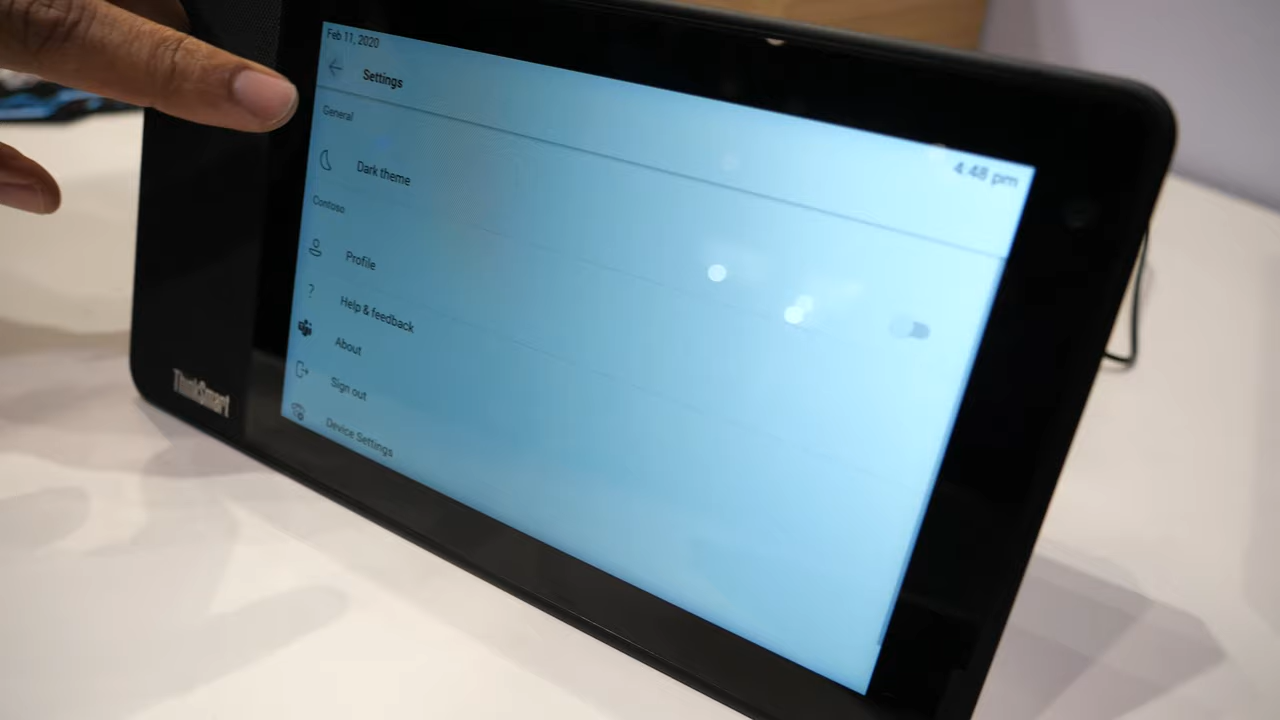 Feb 11, 2020
4:48 pm
Settings
General
Dark theme
Contoso
Profile
Help & feedback
About
Sign out
Device Settings
ThinkSmart